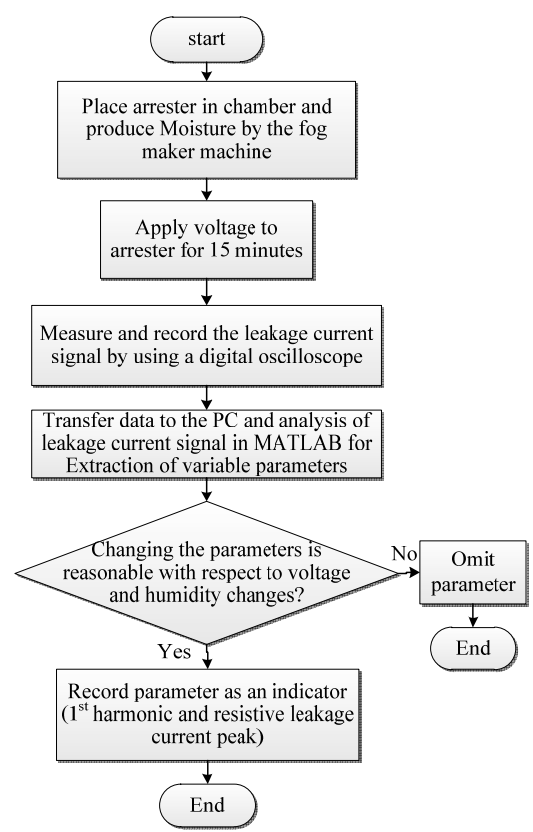 start
Place arrester in chamber and
produce Moisture by the fog
maker machine
Apply voltage to
arrester for 15 minutes
Measure and record the leakage current
signal by using a digital oscilloscope
Transfer data to the PC and analysis of
leakage current signal in MATLAB for
Extraction of variable parameters
Changing the parameters is
reasonable with respect to voltage
and humidity changes?
No
Omit
parameter
End
Yes
Record parameter as an indicator
(1st harmonic and resistive leakage
current peak)
End